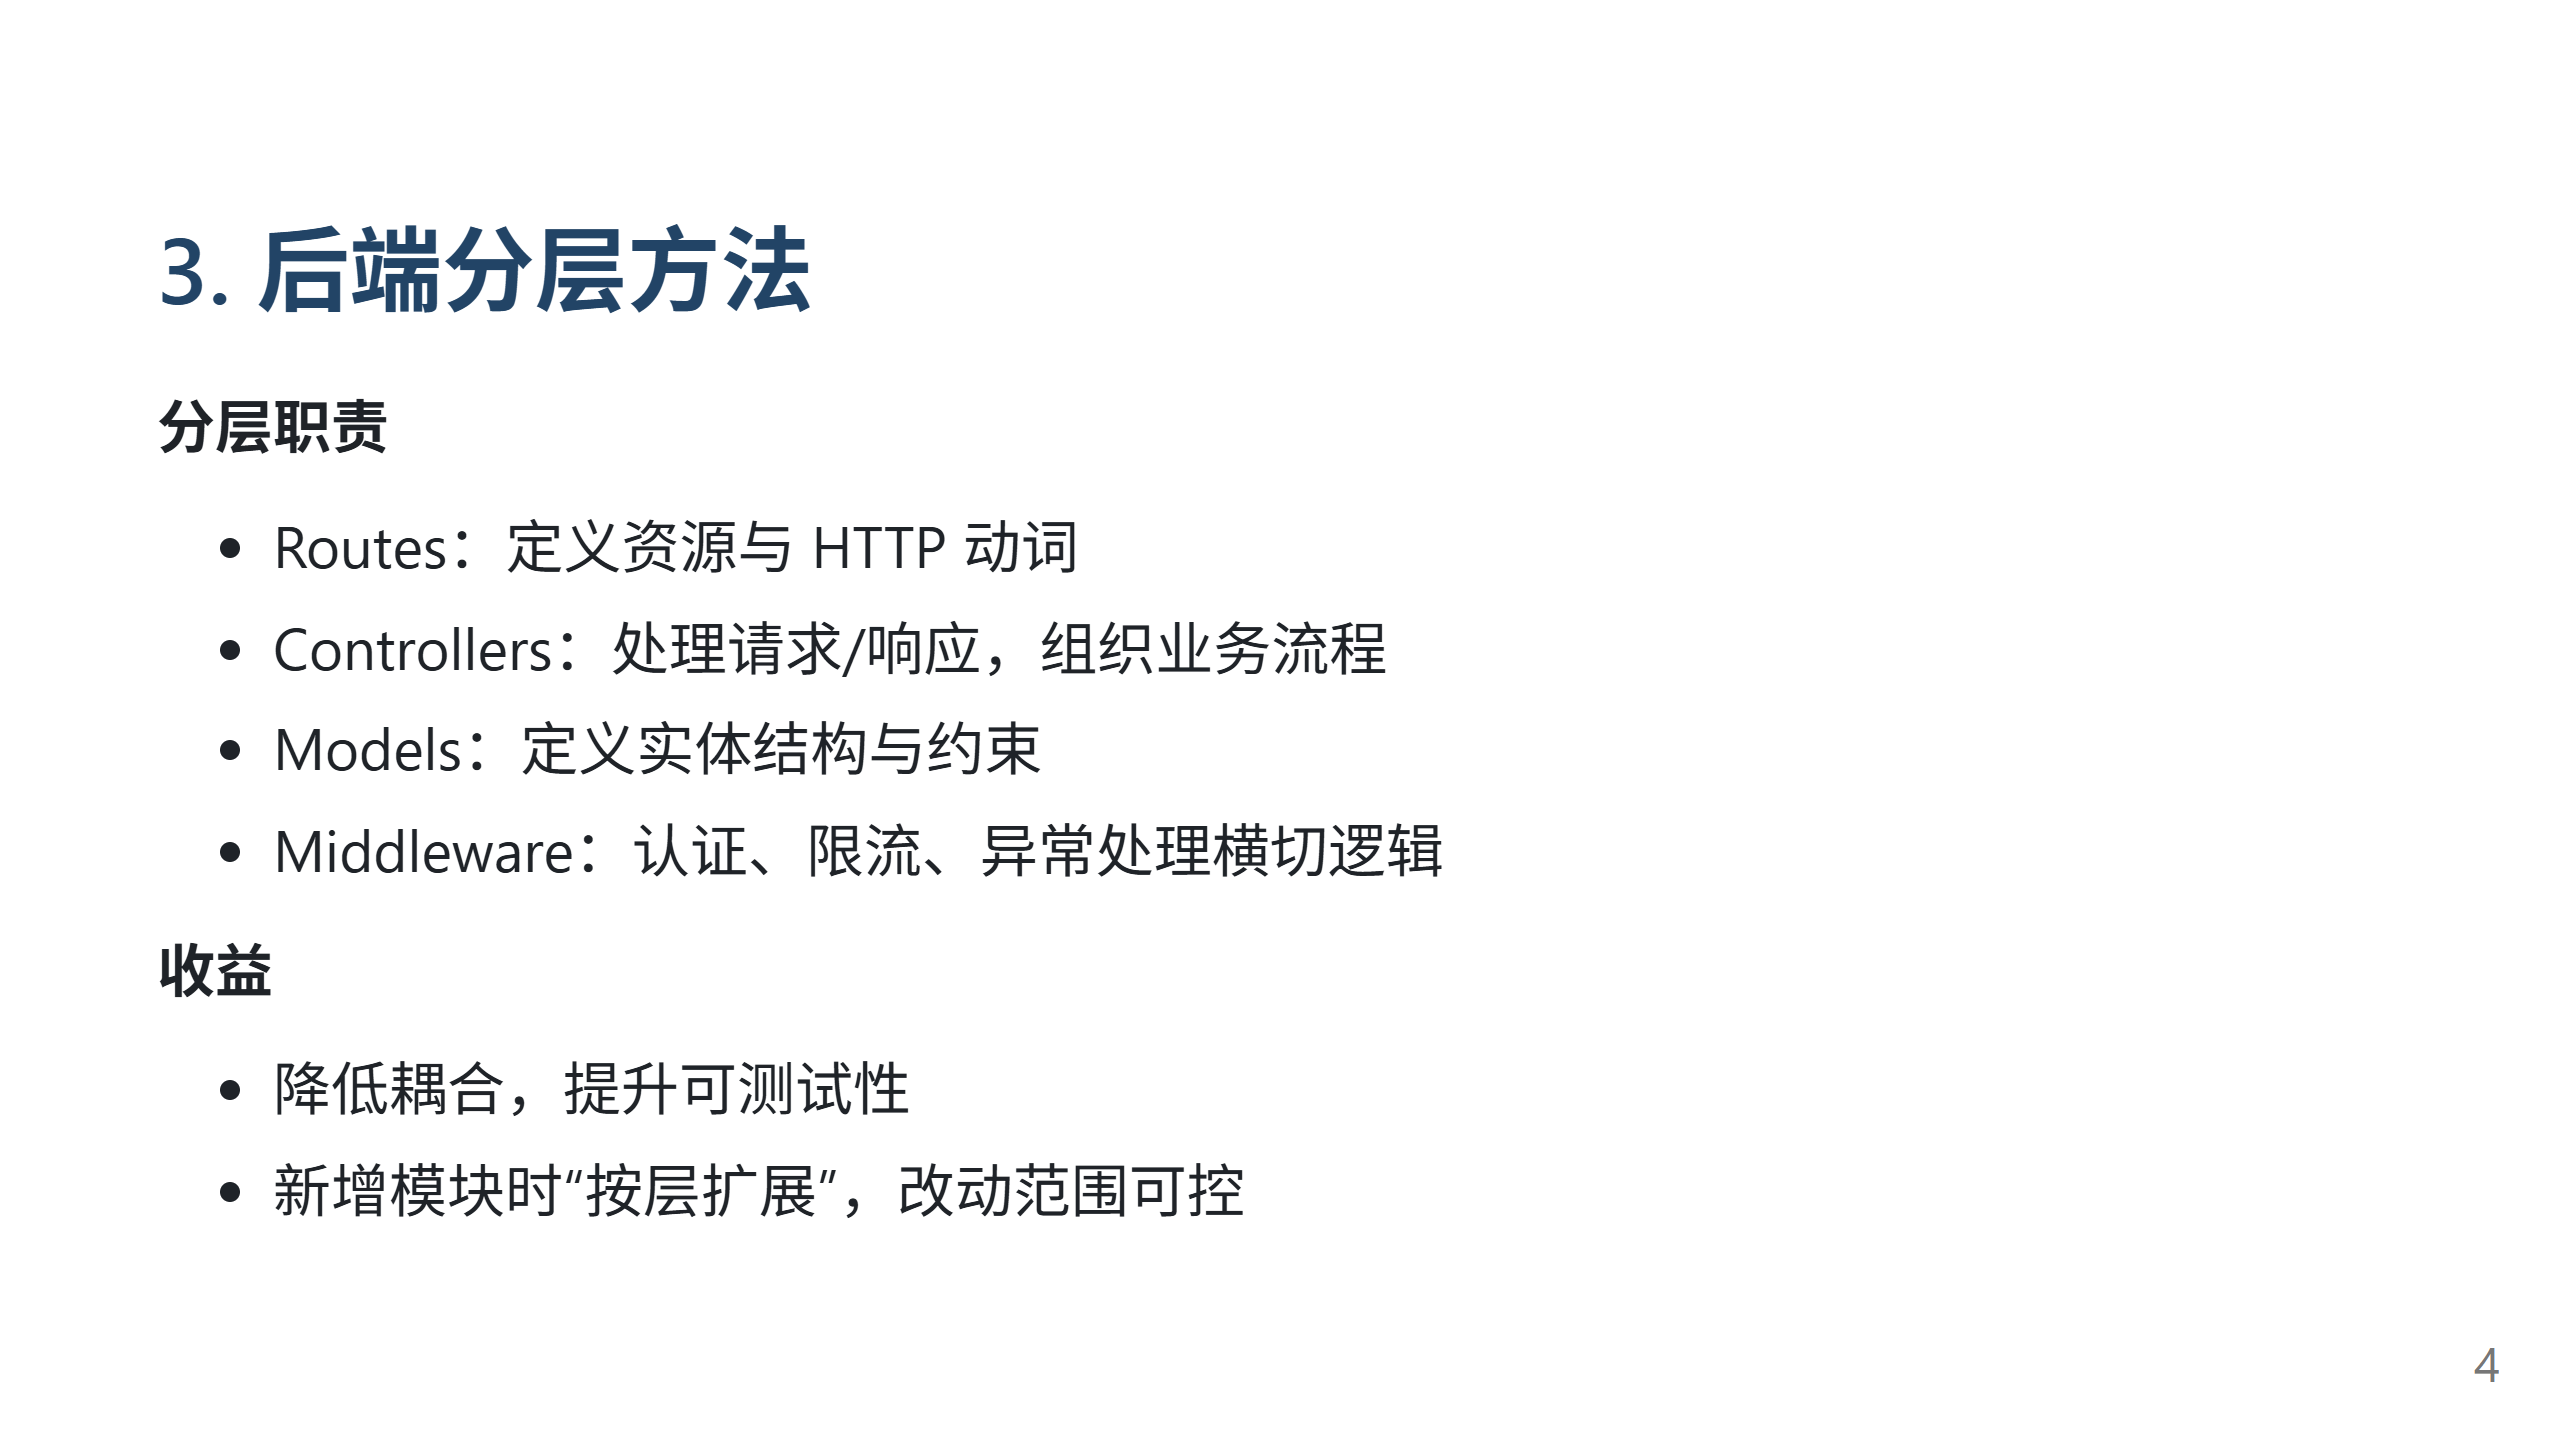 3. 后端分层方法
分层职责
• Routes：定义资源与 HTTP 动词
• Controllers：处理请求/响应，组织业务流程
• Models：定义实体结构与约束
• Middleware：认证、限流、异常处理横切逻辑
收益
• 降低耦合，提升可测试性
• 新增模块时“按层扩展”，改动范围可控
4